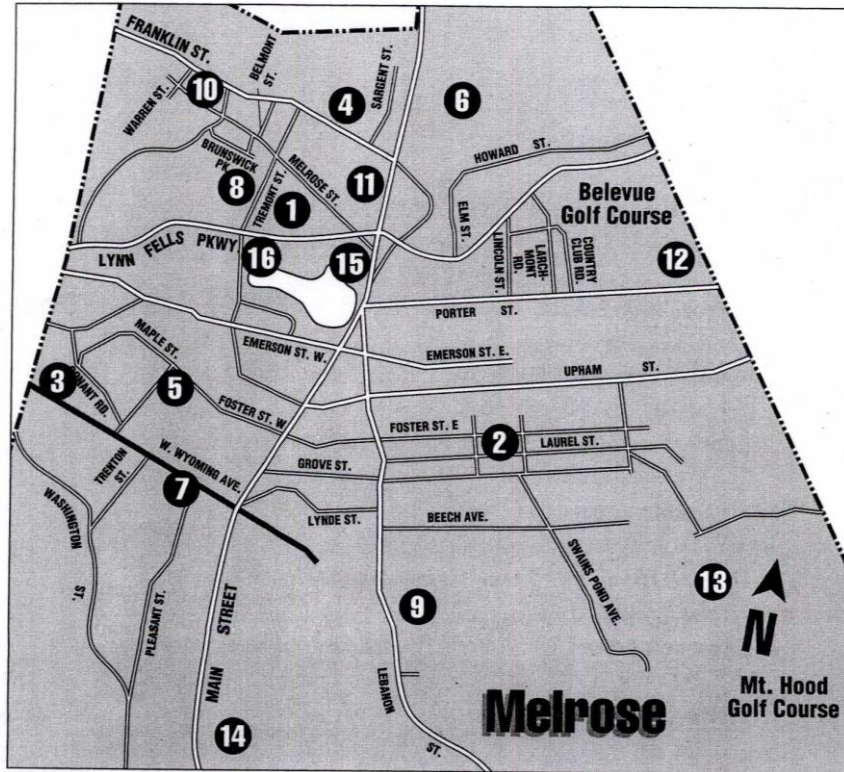 FRANKLIN ST.
BELMONT
ST.
SARGENT ST.
10
4
6
WARREN ST.
BRUNSWICK
PK.
MELROSE ST.
HOWARD ST.
8
11
TREMONT ST.
1
ELM ST.
Belevue
Golf Course
LYNN FELLS PKWY.
16
15
LINCOLN ST.
LARCH-
MONT
RD.
COUNTRY
CLUB RD.
12
PORTER ST.
MAPLE ST.
EMERSON ST. W.
EMERSON ST. E.
UPHAM ST.
3
5
FOSTER ST. W
FOSTER ST. E
2
LAUREL ST.
W. WYOMING AVE.
GROVE ST.
TRENTON
ST.
7
WASHINGTON
ST.
LYNDE ST.
BEECH AVE.
SWAINS POND AVE.
13
PLEASANT ST.
9
N
MAIN STREET
LEBANON
ST.
Melrose
Mt. Hood
Golf Course
14